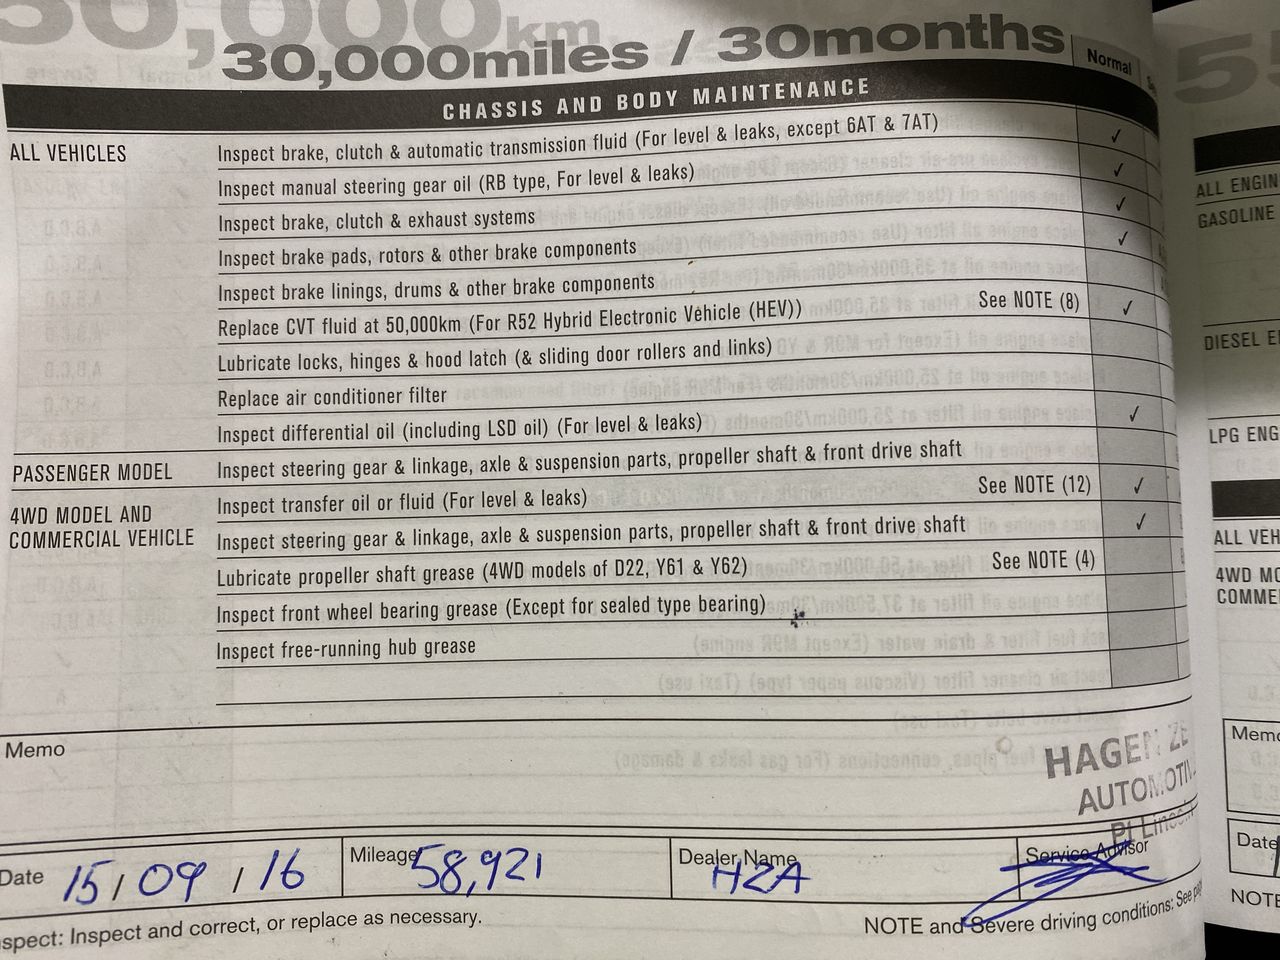 50,000km
30,000miles / 30months
Normal
CHASSIS AND BODY MAINTENANCE
ALL VEHICLES
Inspect brake, clutch & automatic transmission fluid (For level & leaks, except 6AT & 7AT) ✓
Inspect manual steering gear oil (RB type, For level & leaks) ✓
Inspect brake, clutch & exhaust systems ✓
Inspect brake pads, rotors & other brake components ✓
Inspect brake linings, drums & other brake components
Replace CVT fluid at 50,000km (For R52 Hybrid Electronic Vehicle (HEV)) See NOTE (8) ✓
Lubricate locks, hinges & hood latch (& sliding door rollers and links)
Replace air conditioner filter
Inspect differential oil (including LSD oil) (For level & leaks) ✓
PASSENGER MODEL Inspect steering gear & linkage, axle & suspension parts, propeller shaft & front drive shaft
4WD MODEL AND
COMMERCIAL VEHICLE
Inspect transfer oil or fluid (For level & leaks) See NOTE (12) ✓
Inspect steering gear & linkage, axle & suspension parts, propeller shaft & front drive shaft ✓
Lubricate propeller shaft grease (4WD models of D22, Y61 & Y62) See NOTE (4)
Inspect front wheel bearing grease (Except for sealed type bearing)
Inspect free-running hub grease
Memo
HAGEN ZE
AUTOMOTIV
Pt Lincoln
Date 15/09/16
Mileage 58,921
Dealer Name HZA
Service Advisor
nspect: Inspect and correct, or replace as necessary.
NOTE and Severe driving conditions: See
55
ALL ENGIN
GASOLINE
DIESEL E
LPG ENG
ALL VEH
4WD MO
COMME
Memo
Date
NOTE